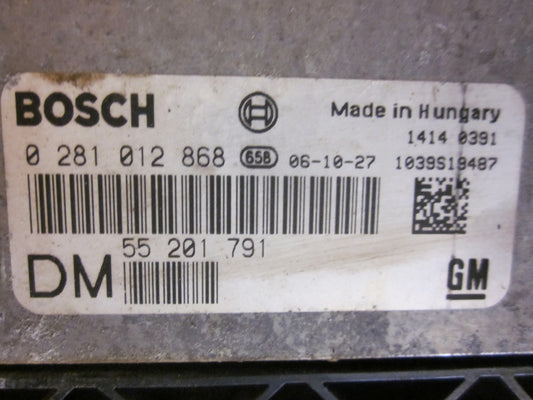 BOSCH
Made in Hungary
1414 0391
0 281 012 868 65B 06-10-27 1039S19487
55 201 791
DM
GM